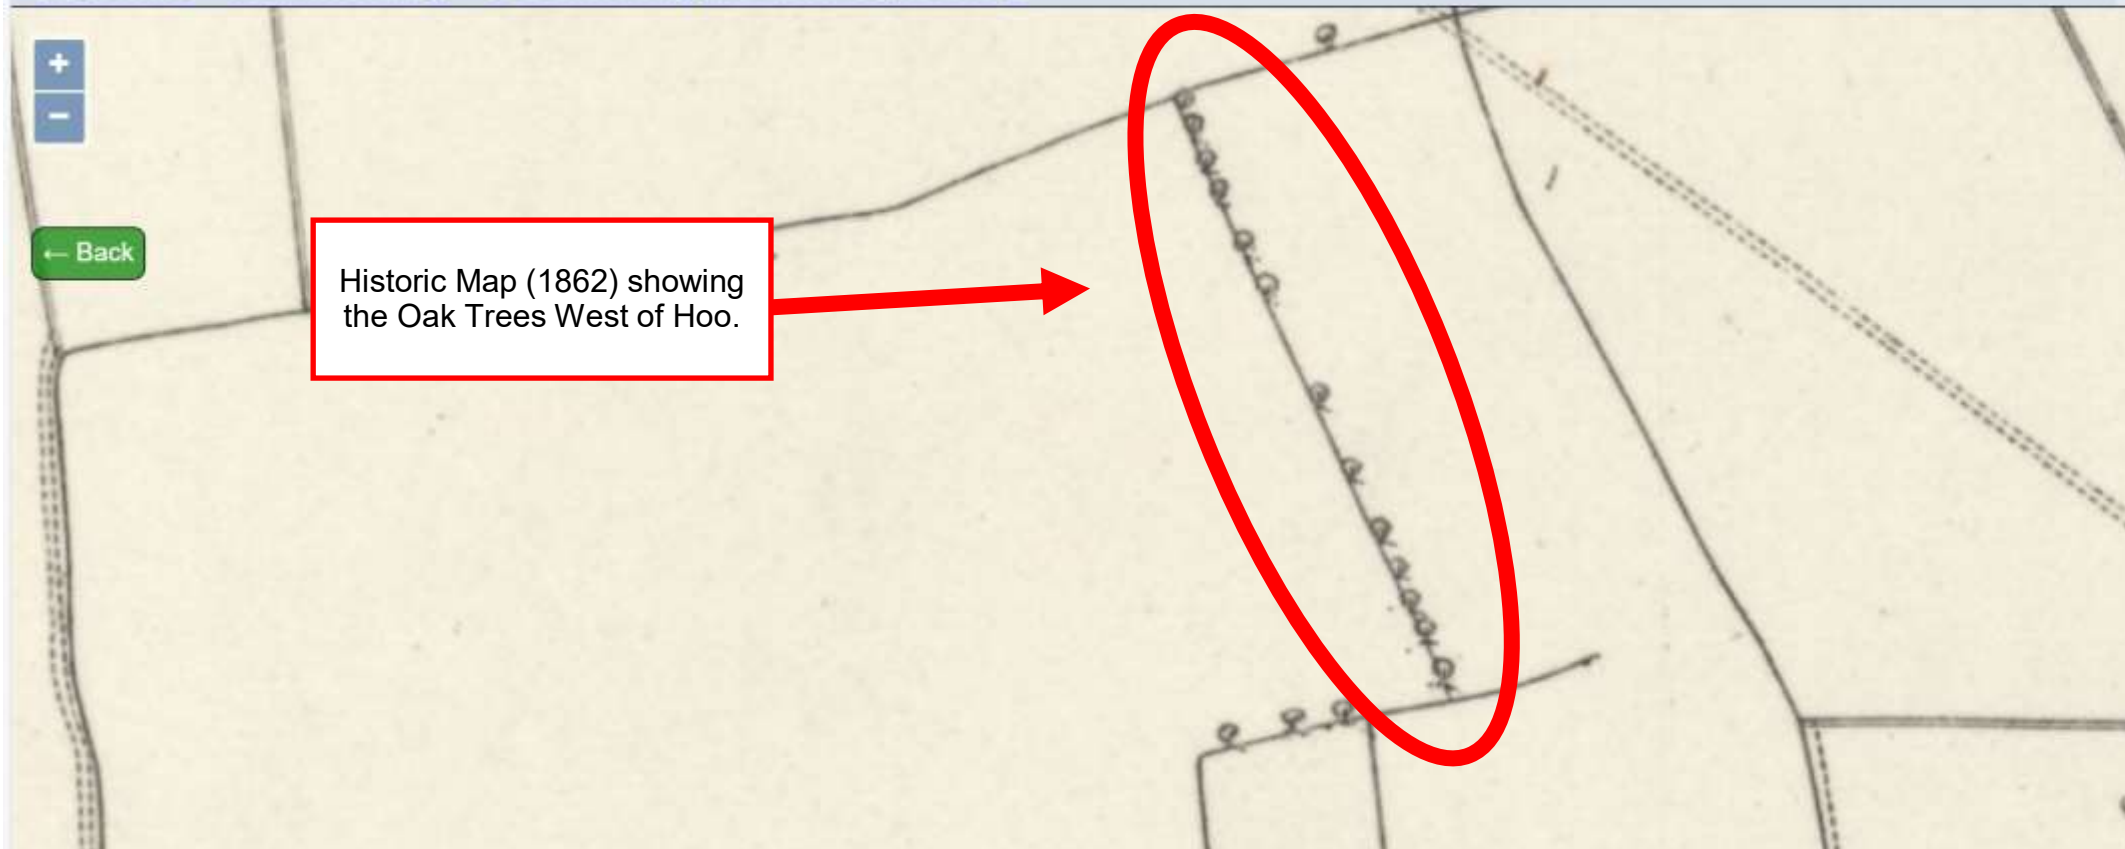 +
−
← Back
Historic Map (1862) showing
the Oak Trees West of Hoo.